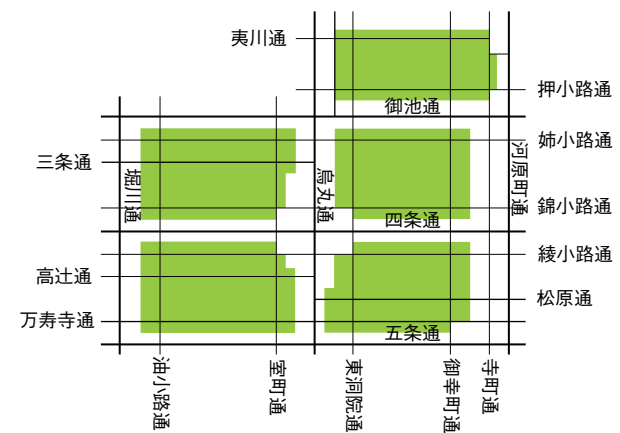 夷川通
押小路通
御池通
姉小路通
三条通
堀川通
烏丸通
河原町通
錦小路通
四条通
綾小路通
高辻通
松原通
万寿寺通
五条通
油小路通
室町通
東洞院通
御幸町通
寺町通